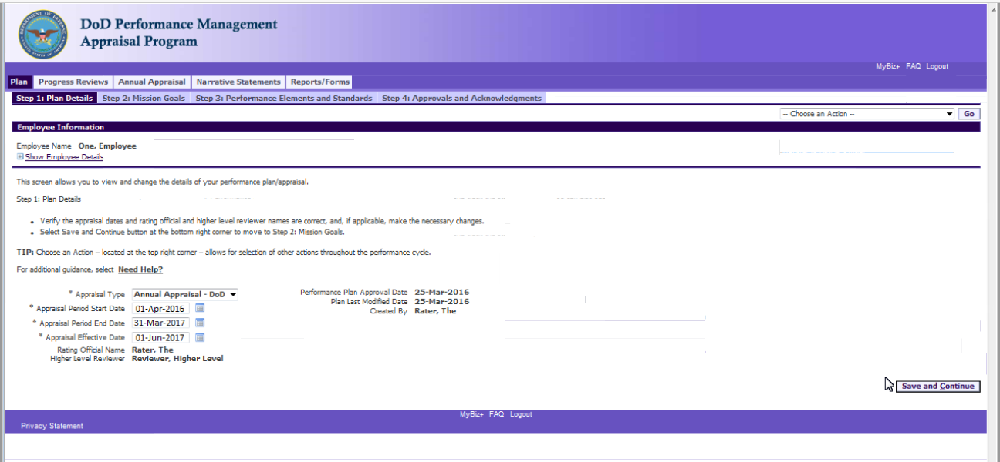 DoD Performance Management
Appraisal Program
MyBiz+ FAQ Logout
Plan Progress Reviews Annual Appraisal Narrative Statements Reports/Forms
Step 1: Plan Details Step 2: Mission Goals Step 3: Performance Elements and Standards Step 4: Approvals and Acknowledgments
-- Choose an Action -- Go
Employee Information
Employee Name One, Employee
Show Employee Details
This screen allows you to view and change the details of your performance plan/appraisal.
Step 1: Plan Details
• Verify the appraisal dates and rating official and higher level reviewer names are correct, and, if applicable, make the necessary changes.
• Select Save and Continue button at the bottom right corner to move to Step 2: Mission Goals.
TIP: Choose an Action – located at the top right corner – allows for selection of other actions throughout the performance cycle.
For additional guidance, select Need Help?
* Appraisal Type Annual Appraisal - DoD Performance Plan Approval Date 25-Mar-2016
Plan Last Modified Date 25-Mar-2016
* Appraisal Period Start Date 01-Apr-2016 Created By Rater, The
* Appraisal Period End Date 31-Mar-2017
* Appraisal Effective Date 01-Jun-2017
Rating Official Name Rater, The
Higher Level Reviewer Reviewer, Higher Level
Save and Continue
MyBiz+ FAQ Logout
Privacy Statement